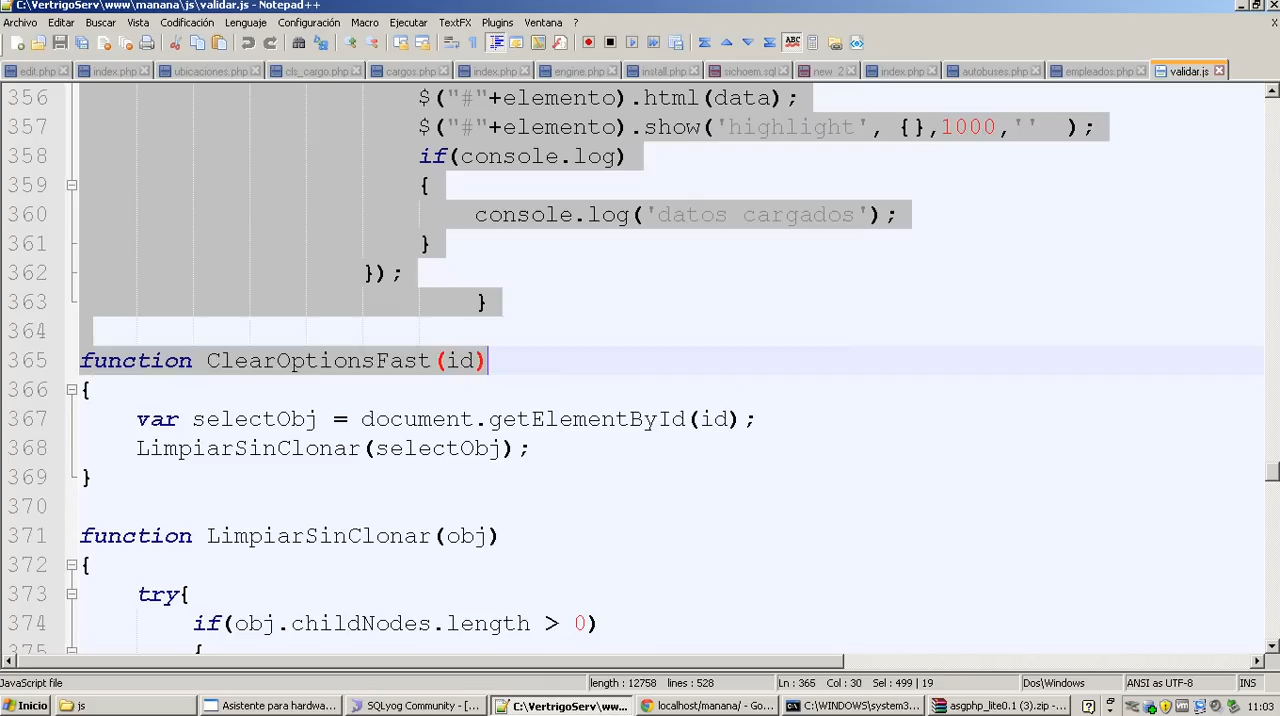 C:\VertrigoServ\www\manana\js\validar.js - Notepad++
Archivo Editar Buscar Vista Codificación Lenguaje Configuración Macro Ejecutar TextFX Plugins Ventana ?
edit.php index.php ubicaciones.php cls_cargo.php cargos.php index.php engine.php install.php sichoem.sql new 2 index.php autobuses.php empleados.php validar.js
356 $("#"+elemento).html(data);
357 $("#"+elemento).show('highlight', {},1000,'' );
358 if(console.log)
359 {
360 console.log('datos cargados');
361 }
362 });
363 }
364
365 function ClearOptionsFast(id)
366 {
367 var selectObj = document.getElementById(id);
368 LimpiarSinClonar(selectObj);
369 }
370
371 function LimpiarSinClonar(obj)
372 {
373 try{
374 if(obj.childNodes.length > 0)
375 {
JavaScript file length : 12758 lines : 528 Ln : 365 Col : 30 Sel : 499 | 19 Dos\Windows ANSI as UTF-8 INS
Inicio js Asistente para hardwa... SQLyog Community - [... C:\VertrigoServ\www... localhost/manana/ - Go... C:\WINDOWS\system3... asgphp_lite0.1 (3).zip -... 11:03